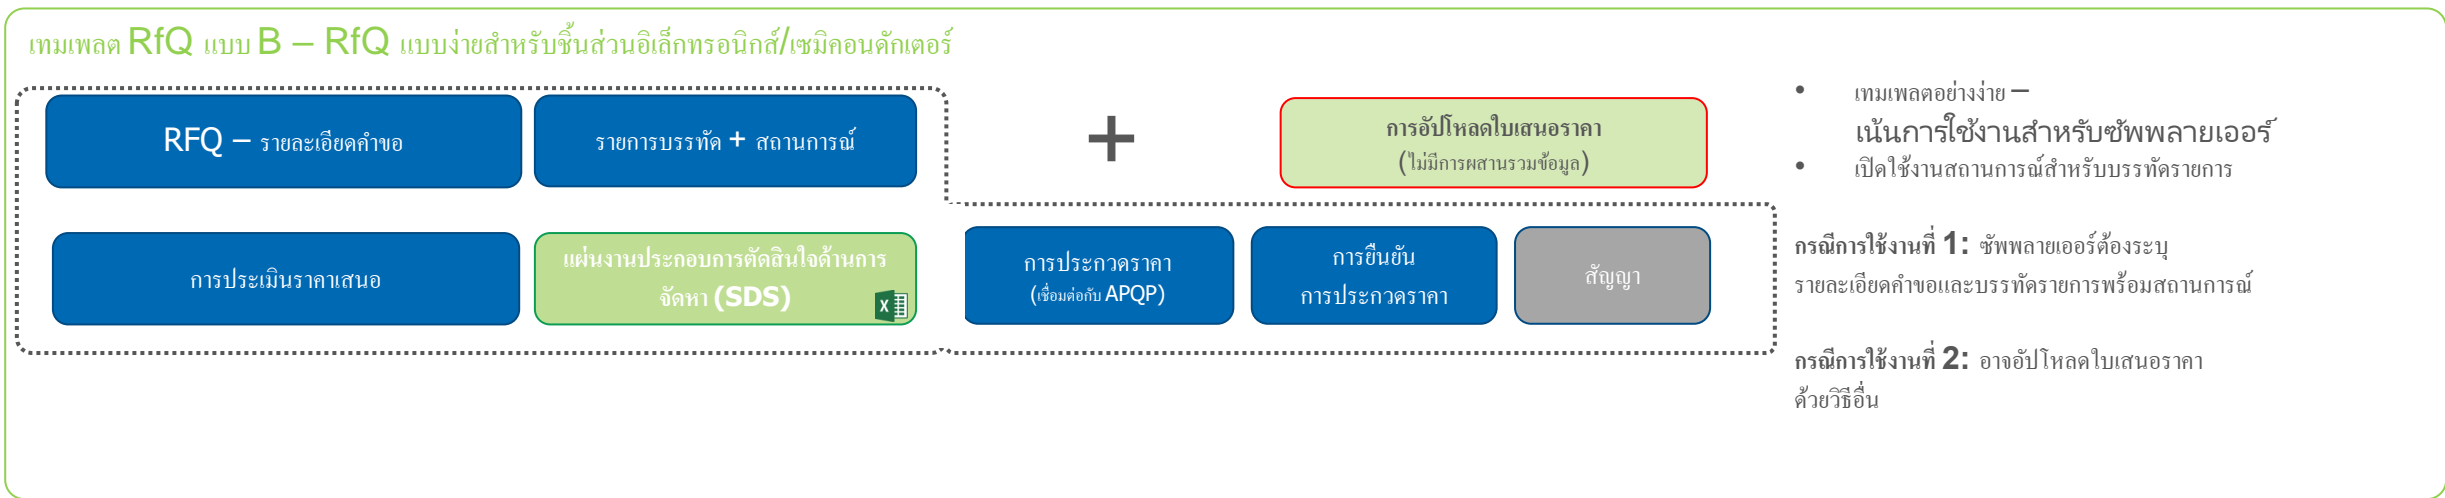 เทมเพลต RfQ แบบ B – RfQ แบบง่ายสำหรับชิ้นส่วนอิเล็กทรอนิกส์/เซมิคอนดักเตอร์
RFQ – รายละเอียดคำขอ
รายการบรรทัด + สถานการณ์
+
การอัปโหลดใบเสนอราคา
(ไม่มีการผสานรวมข้อมูล)
การประเมินราคาเสนอ
แผ่นงานประกอบการตัดสินใจด้านการ
จัดหา (SDS)
การประกวดราคา
(เชื่อมต่อกับ APQP)
การยืนยัน
การประกวดราคา
สัญญา
• เทมเพลตอย่างง่าย –
เน้นการใช้งานสำหรับซัพพลายเออร์
• เปิดใช้งานสถานการณ์สำหรับบรรทัดรายการ
กรณีการใช้งานที่ 1: ซัพพลายเออร์ต้องระบุ
รายละเอียดคำขอและบรรทัดรายการพร้อมสถานการณ์
กรณีการใช้งานที่ 2: อาจอัปโหลดใบเสนอราคา
ด้วยวิธีอื่น